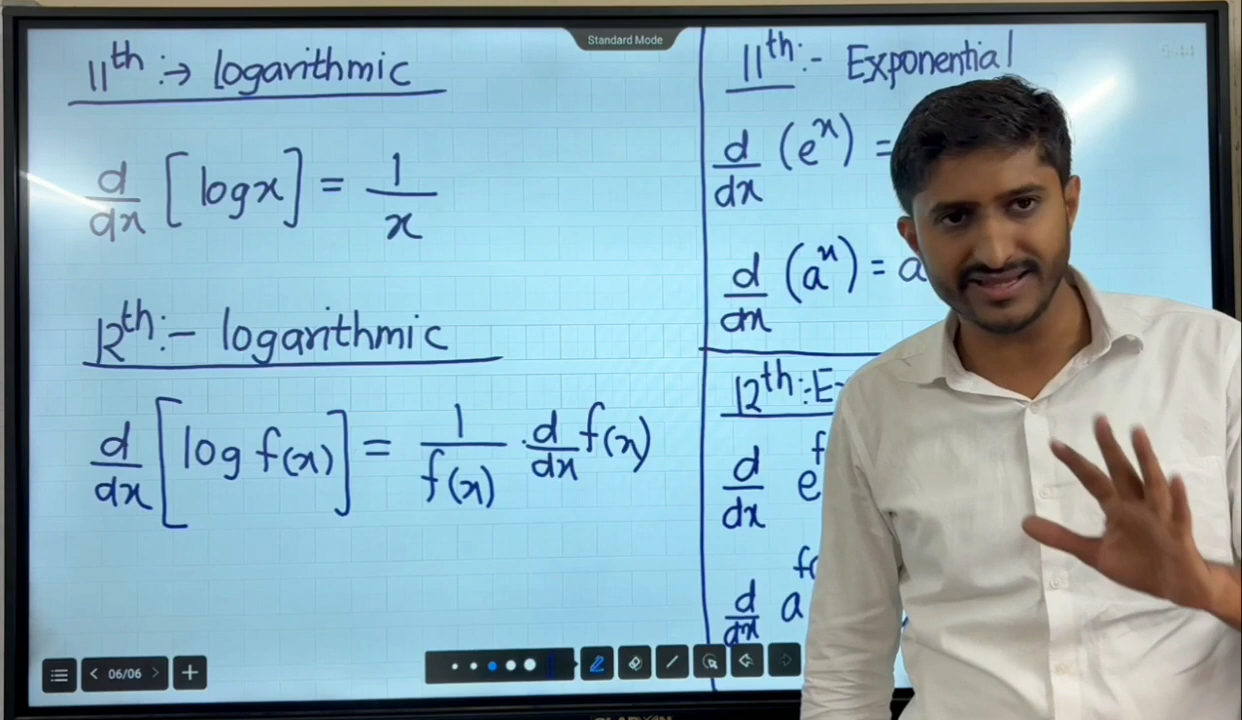 Standard Mode
11th :→ logarithmic
d/dx [log x] = 1/x
12th :- logarithmic
d/dx [log f(x)] = 1/f(x) . d/dx f(x)
11th :- Exponential
d/dx (e^x) =
d/dx (a^x) = a
12th :- E
d/dx e^f
d/dx a^f(
06/06